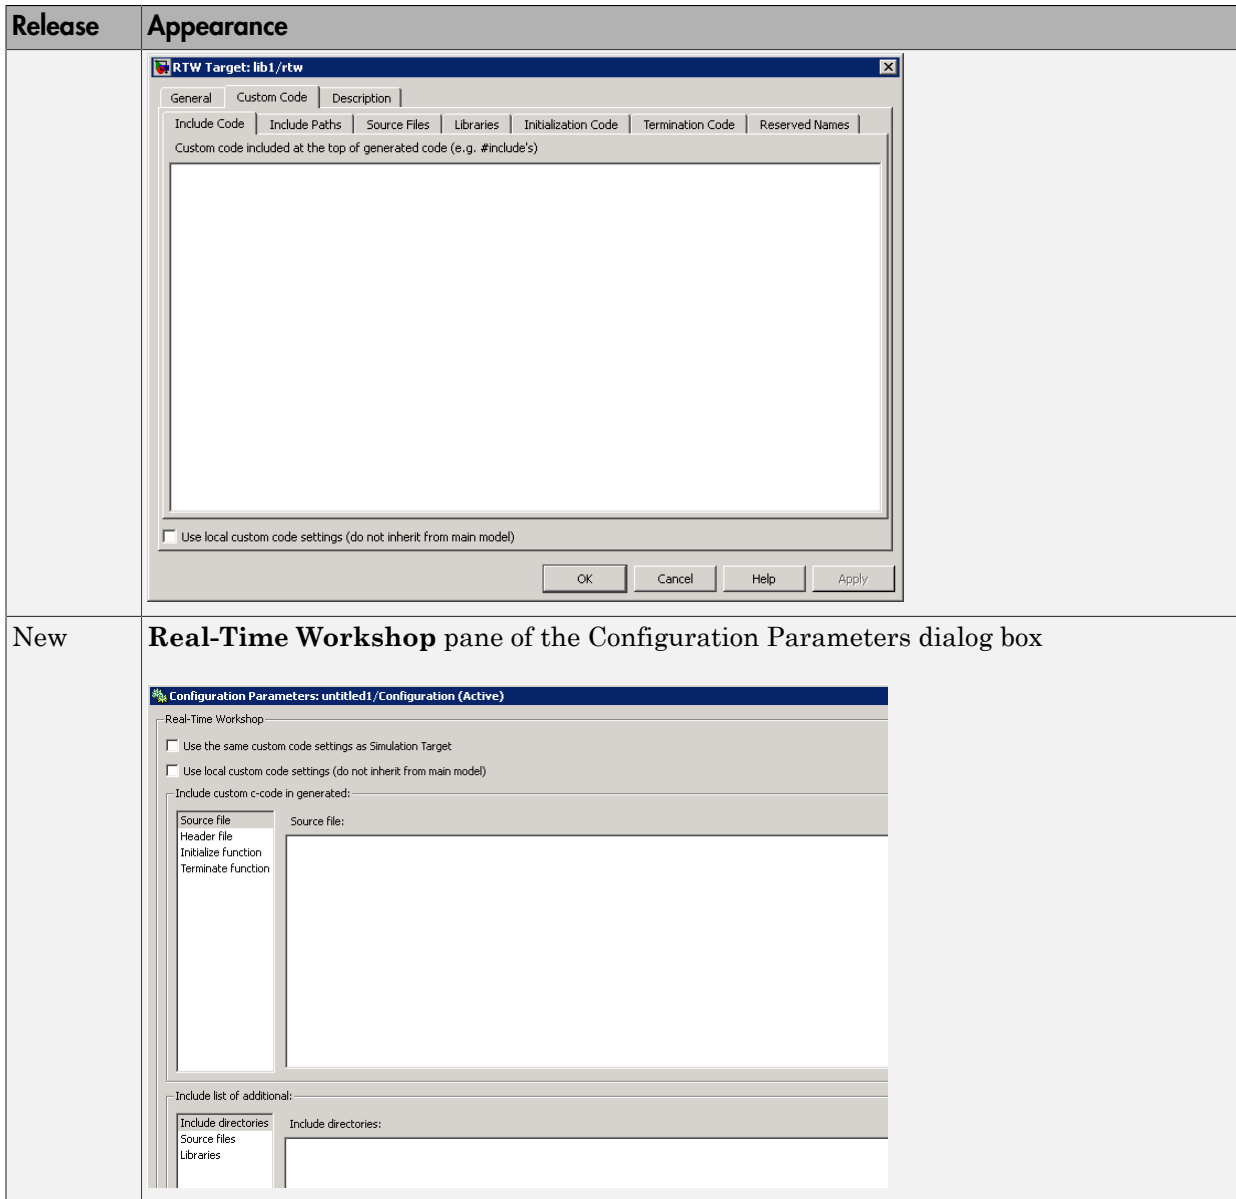 Release Appearance
RTW Target: lib1/rtw
General Custom Code Description
Include Code Include Paths Source Files Libraries Initialization Code Termination Code Reserved Names
Custom code included at the top of generated code (e.g. #include's)
Use local custom code settings (do not inherit from main model)
OK Cancel Help Apply
New Real-Time Workshop pane of the Configuration Parameters dialog box
Configuration Parameters: untitled1/Configuration (Active)
Real-Time Workshop
Use the same custom code settings as Simulation Target
Use local custom code settings (do not inherit from main model)
Include custom c-code in generated:
Source file Source file:
Header file
Initialize function
Terminate function
Include list of additional:
Include directories Include directories:
Source files
Libraries